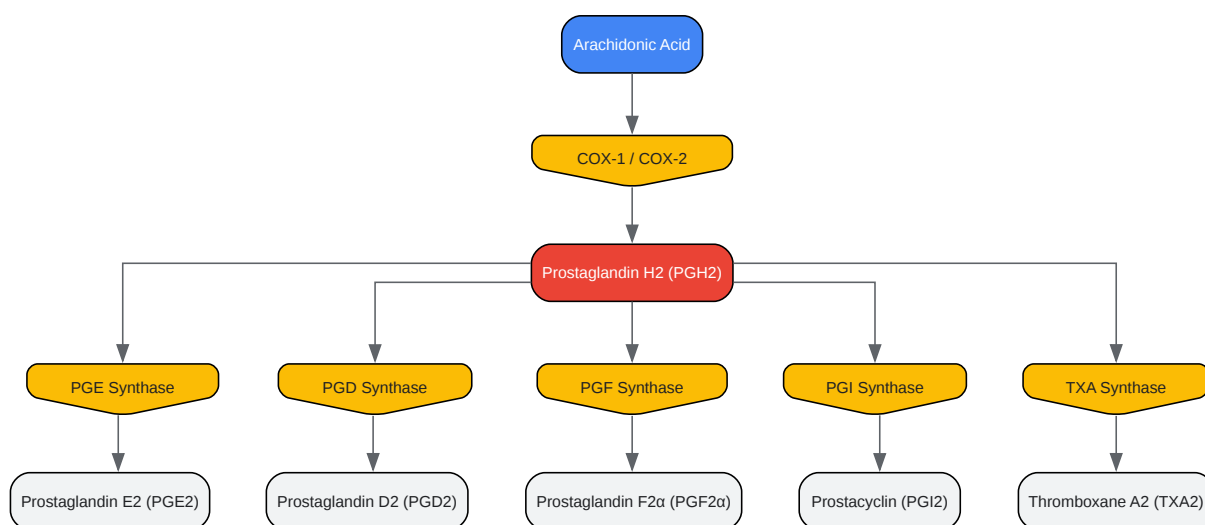 Arachidonic Acid
COX-1 / COX-2
Prostaglandin H2 (PGH2)
PGE Synthase
PGD Synthase
PGF Synthase
PGI Synthase
TXA Synthase
Prostaglandin E2 (PGE2)
Prostaglandin D2 (PGD2)
Prostaglandin F2α (PGF2α)
Prostacyclin (PGI2)
Thromboxane A2 (TXA2)